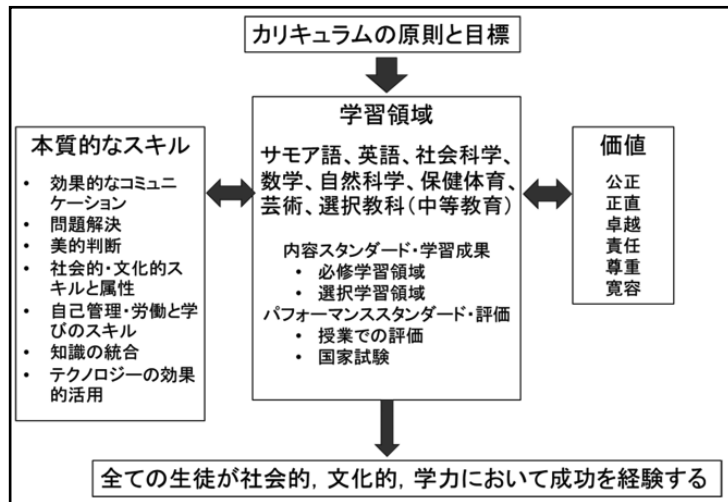 カリキュラムの原則と目標
本質的なスキル
• 効果的なコミュニ
ケーション
• 問題解決
• 美的判断
• 社会的・文化的ス
キルと属性
• 自己管理・労働と学
びのスキル
• 知識の統合
• テクノロジーの効果
的活用
学習領域
サモア語、英語、社会科学、
数学、自然科学、保健体育、
芸術、選択教科(中等教育)
内容スタンダード・学習成果
• 必修学習領域
• 選択学習領域
パフォーマンススタンダード・評価
• 授業での評価
• 国家試験
価値
公正
正直
卓越
責任
尊重
寛容
全ての生徒が社会的，文化的，学力において成功を経験する